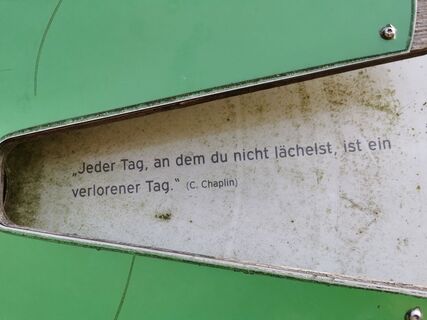 „Jeder Tag, an dem du nicht lächelst, ist ein
verlorener Tag.“ (C. Chaplin)